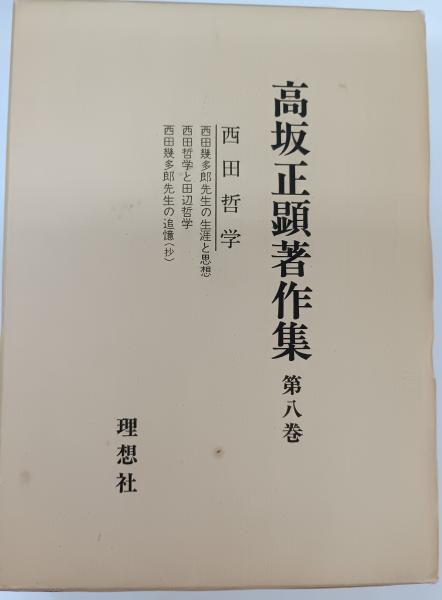 高坂正顕著作集 第八巻
西田哲学
西田幾多郎先生の生涯と思想
西田哲学と田辺哲学
西田幾多郎先生の追憶(抄)
理想社